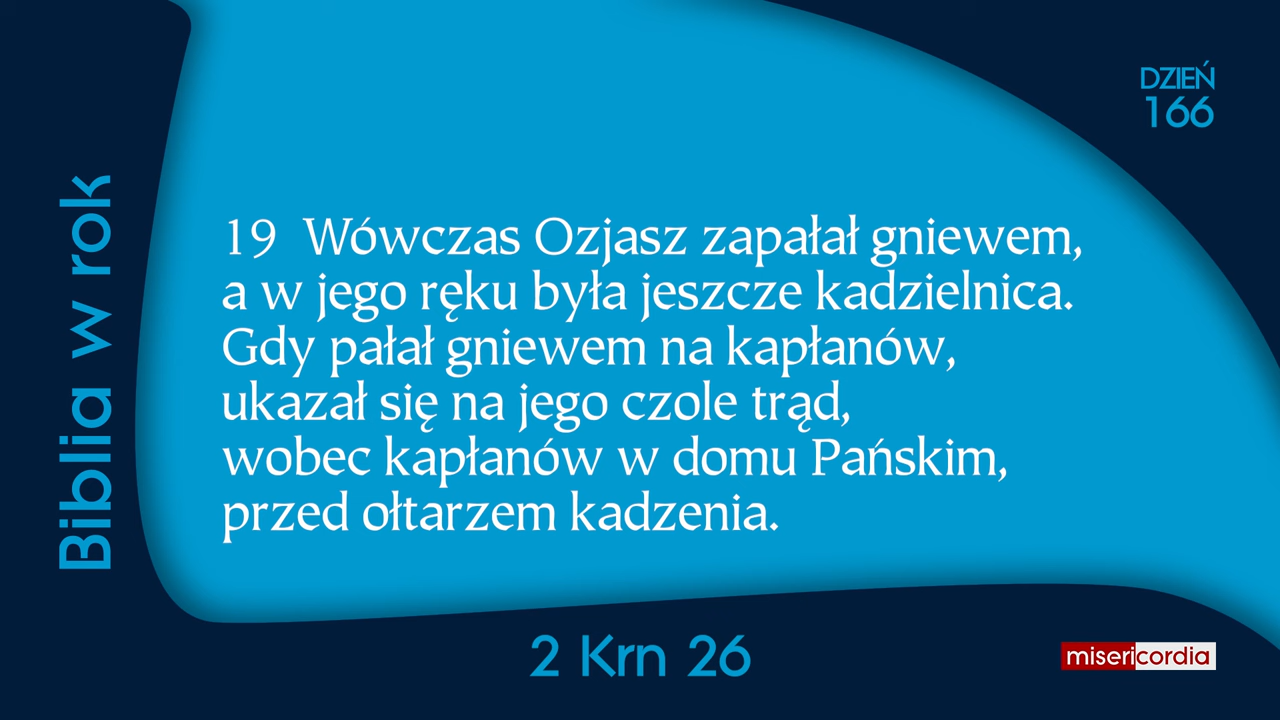 DZIEŃ
166
Biblia w rok
19 Wówczas Ozjasz zapałał gniewem,
a w jego ręku była jeszcze kadzielnica.
Gdy pałał gniewem na kapłanów,
ukazał się na jego czole trąd,
wobec kapłanów w domu Pańskim,
przed ołtarzem kadzenia.
2 Krn 26
misericordia